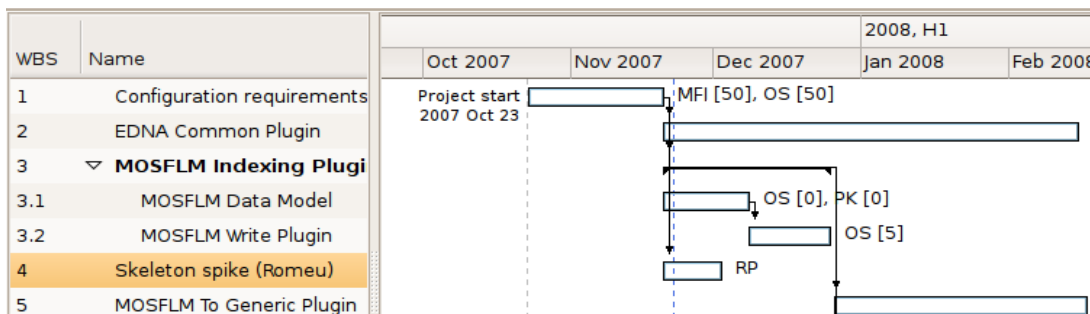 2008, H1
WBS Name Oct 2007 Nov 2007 Dec 2007 Jan 2008 Feb 2008
1 Configuration requirements Project start MFI [50], OS [50]
2007 Oct 23
2 EDNA Common Plugin
3 MOSFLM Indexing Plugi
3.1 MOSFLM Data Model OS [0], PK [0]
3.2 MOSFLM Write Plugin OS [5]
4 Skeleton spike (Romeu) RP
5 MOSFLM To Generic Plugin